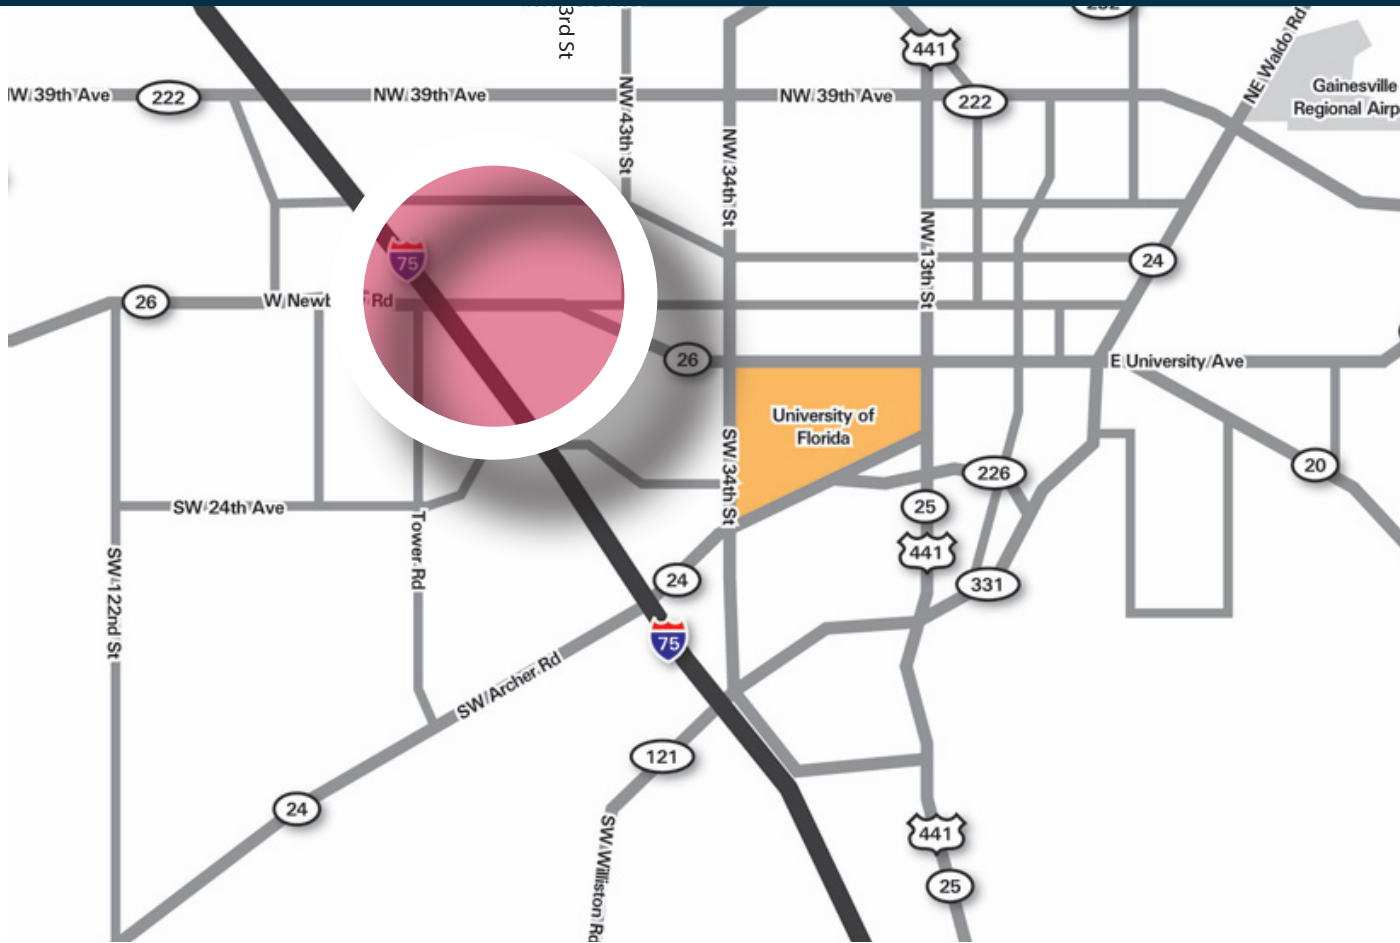 3rd St
441
NE Waldo Rd
Gainesville
Regional Airp
W 39th Ave
222
NW 39th Ave
NW 39th Ave
222
NW 43th St
NW 34th St
NW 13th St
75
24
26
W Newb Rd
26
E University Ave
University of
Florida
SW 34th St
226
20
SW 24th Ave
25
441
Tower Rd
SW 122nd St
24
331
75
SW Archer Rd
121
24
SW Williston Rd
441
25